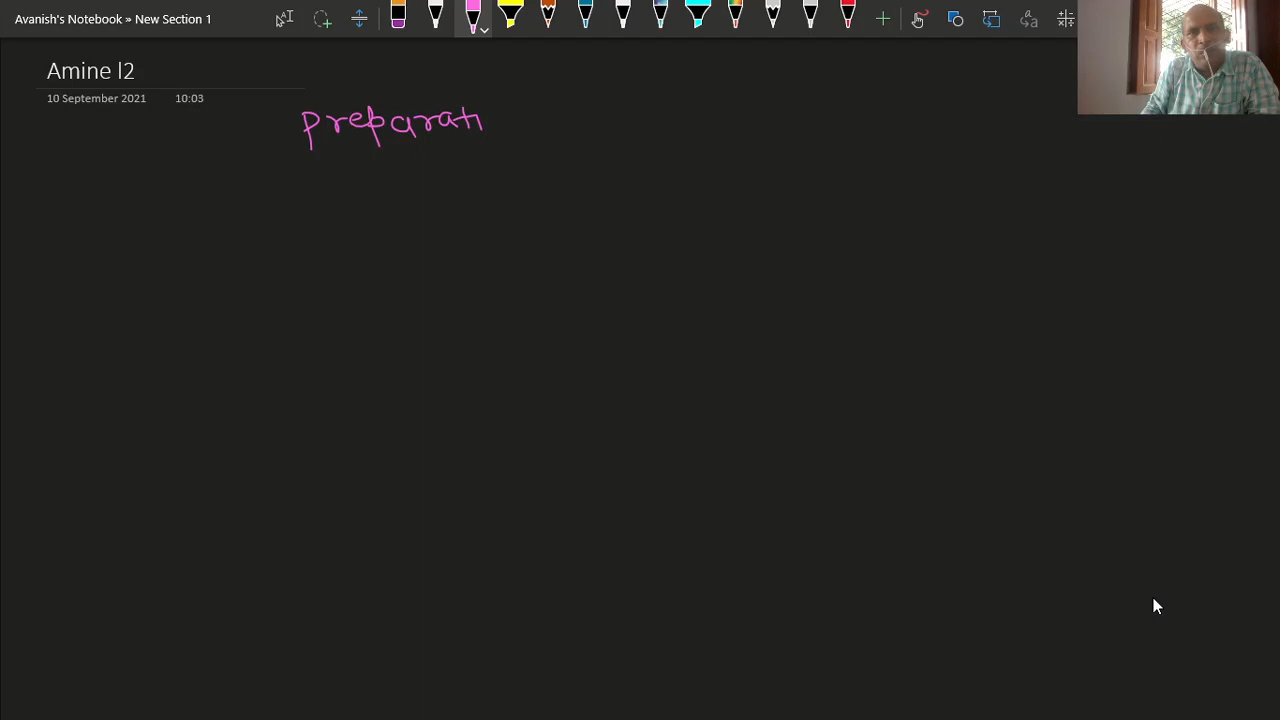 Avanish's Notebook » New Section 1
Amine l2
10 September 2021 10:03
Preparati